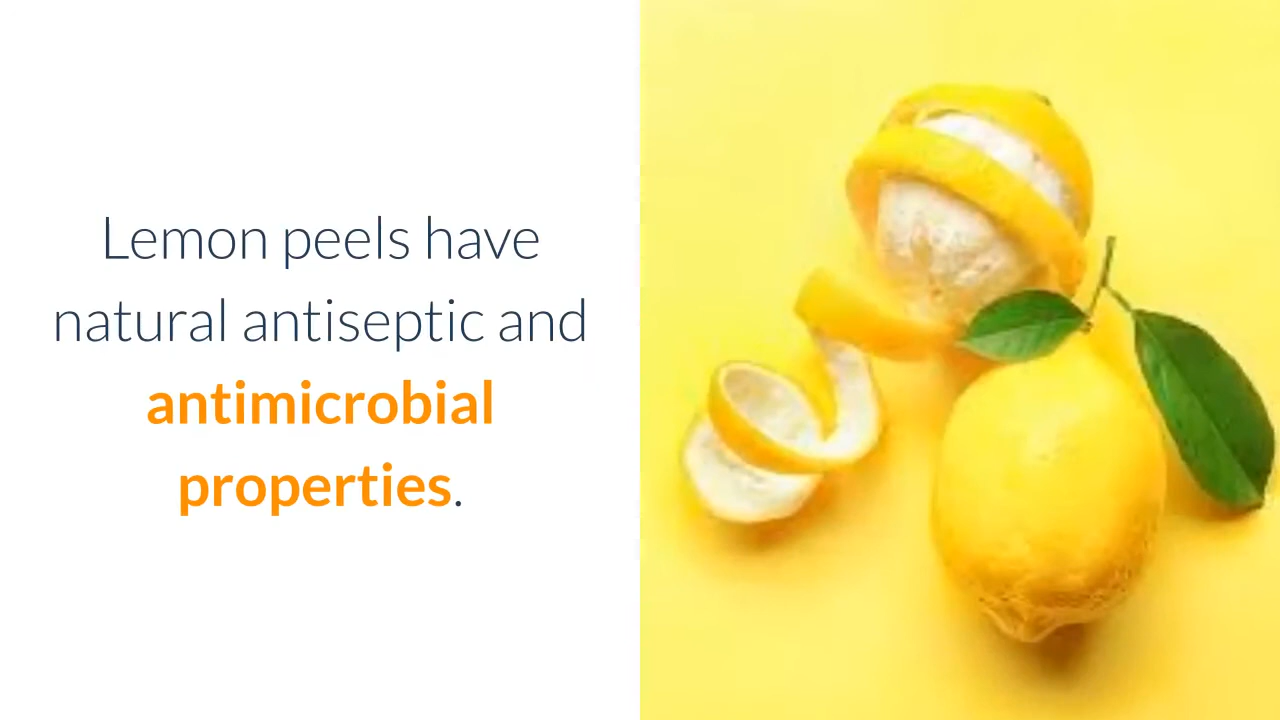 Lemon peels have
natural antiseptic and
antimicrobial
properties.